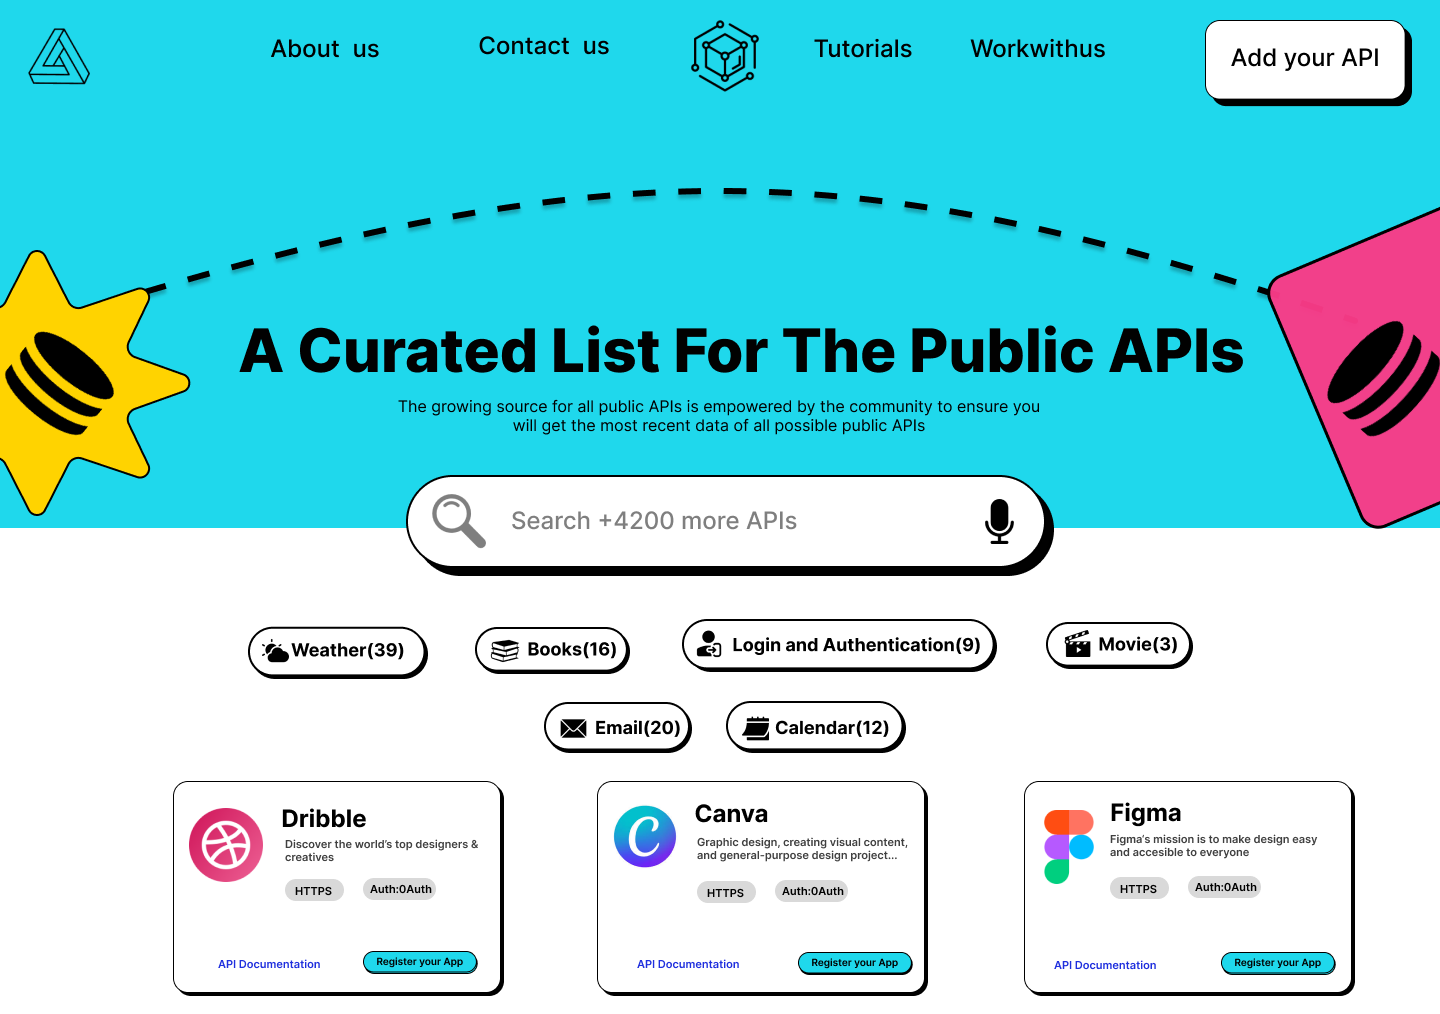 About us
Contact us
Tutorials
Workwithus
Add your API
A Curated List For The Public APIs
The growing source for all public APIs is empowered by the community to ensure you
will get the most recent data of all possible public APIs
Search +4200 more APIs
Weather(39)
Books(16)
Login and Authentication(9)
Movie(3)
Email(20)
Calendar(12)
Dribble
Discover the world's top designers &
creatives
HTTPS
Auth:0Auth
API Documentation
Register your App
C
Canva
Graphic design, creating visual content,
and general-purpose design project...
HTTPS
Auth:0Auth
API Documentation
Register your App
Figma
Figma's mission is to make design easy
and accesible to everyone
HTTPS
Auth:0Auth
API Documentation
Register your App